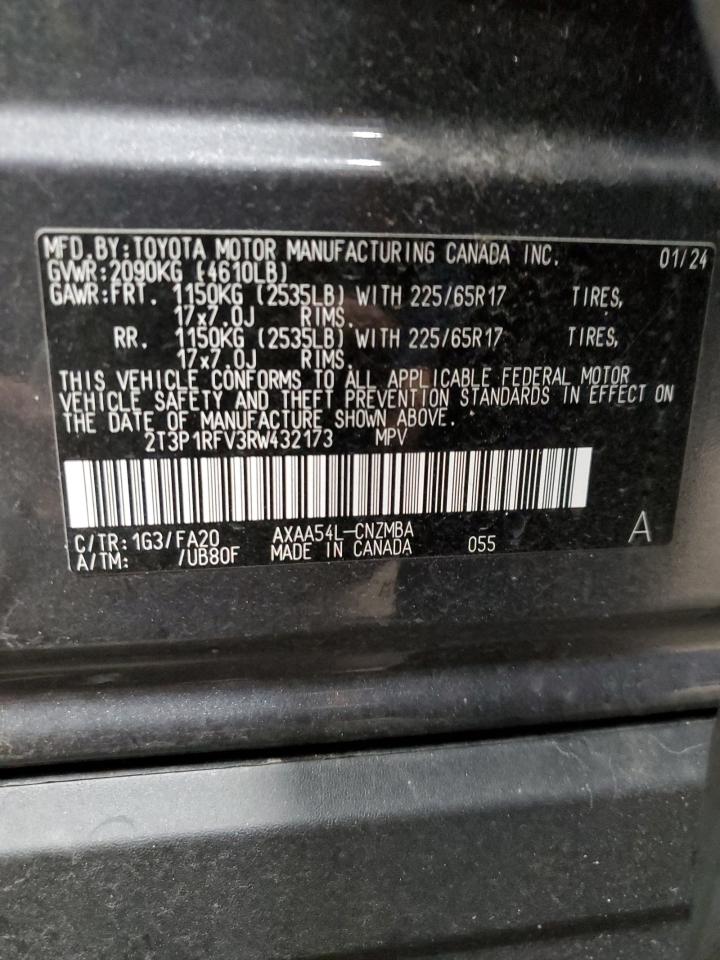 MFD.BY:TOYOTA MOTOR MANUFACTURING CANADA INC. 01/24
GVWR:2090KG (4610LB)
GAWR:FRT. 1150KG (2535LB) WITH 225/65R17 TIRES,
17x7.0J RIMS.
RR. 1150KG (2535LB) WITH 225/65R17 TIRES,
17x7.0J RIMS.
THIS VEHICLE CONFORMS TO ALL APPLICABLE FEDERAL MOTOR
VEHICLE SAFETY AND THEFT PREVENTION STANDARDS IN EFFECT ON
THE DATE OF MANUFACTURE SHOWN ABOVE.
2T3P1RFV3RW432173 MPV
C/TR:1G3/FA20 AXAA54L-CNZMBA
A/TM: /UB80F MADE IN CANADA 055 A